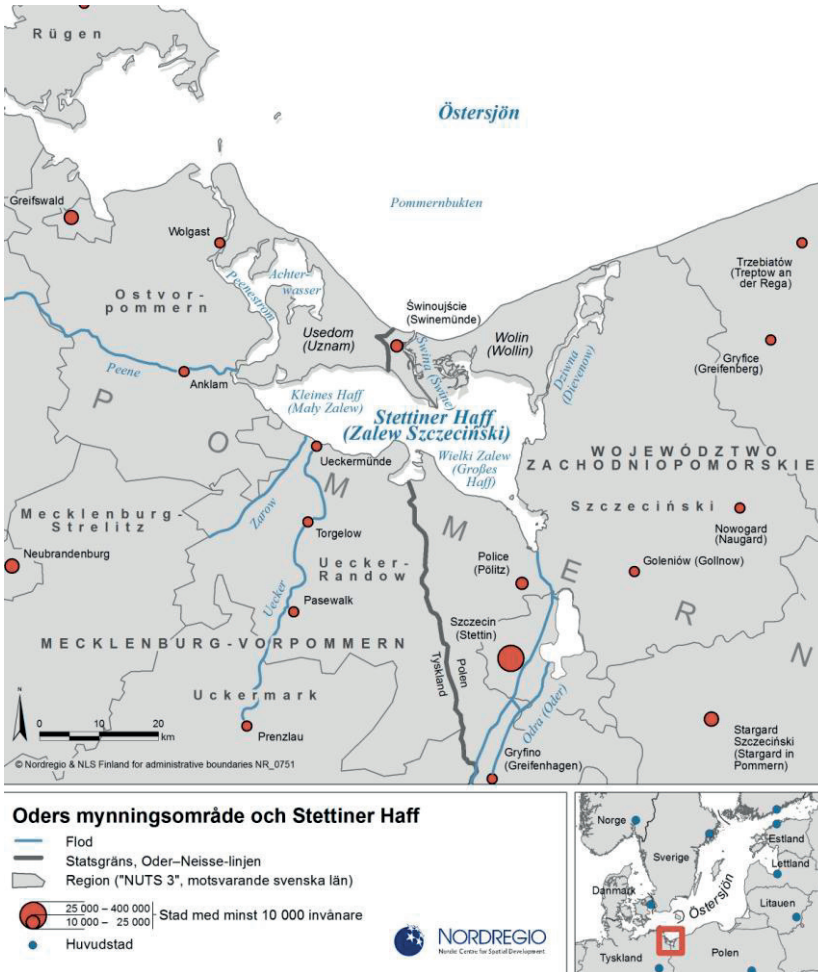 Rügen
Östersjön
Pommernbukten
Greifswald
Wolgast
Trzebiatów
(Treptow an
der Rega)
Ostvor-
pommern
Peenestrom
Achter-
wasser
Świnoujście
(Swinemünde)
Usedom
(Uznam)
Wolin
(Wollin)
Swina (Swine)
Dziwna
(Dievenow)
Gryfice
(Greifenberg)
Peene
Anklam
Kleines Haff
(Mały Zalew)
Stettiner Haff
(Zalew Szczeciński)
Wielki Zalew
(Großes
Haff)
Ueckermünde
POMMERN
WOJEWÓDZTWO
ZACHODNIOPOMORSKIE
Szczeciński
Mecklenburg-
Strelitz
Zarow
Torgelow
Nowogard
(Naugard)
Neubrandenburg
Uecker-
Randow
Police
(Pölitz)
Goleniów (Gollnow)
Uecker
Pasewalk
Szczecin
(Stettin)
MECKLENBURG-VORPOMMERN
Tyskland
Polen
Uckermark
Odra (Oder)
N
0 10 20
km
Prenzlau
Stargard
Szczeciński
(Stargard in
Pommern)
Gryfino
(Greifenhagen)
© Nordregio & NLS Finland for administrative boundaries NR_0751
Oders mynningsområde och Stettiner Haff
Flod
Statsgräns, Oder–Neisse-linjen
Region ("NUTS 3", motsvarande svenska län)
25 000 – 400 000
10 000 – 25 000
Stad med minst 10 000 invånare
Huvudstad
NORDREGIO
Nordic Centre for Spatial Development
Norge
Sverige
Estland
Lettland
Danmark
Östersjön
Litauen
Tyskland
Polen